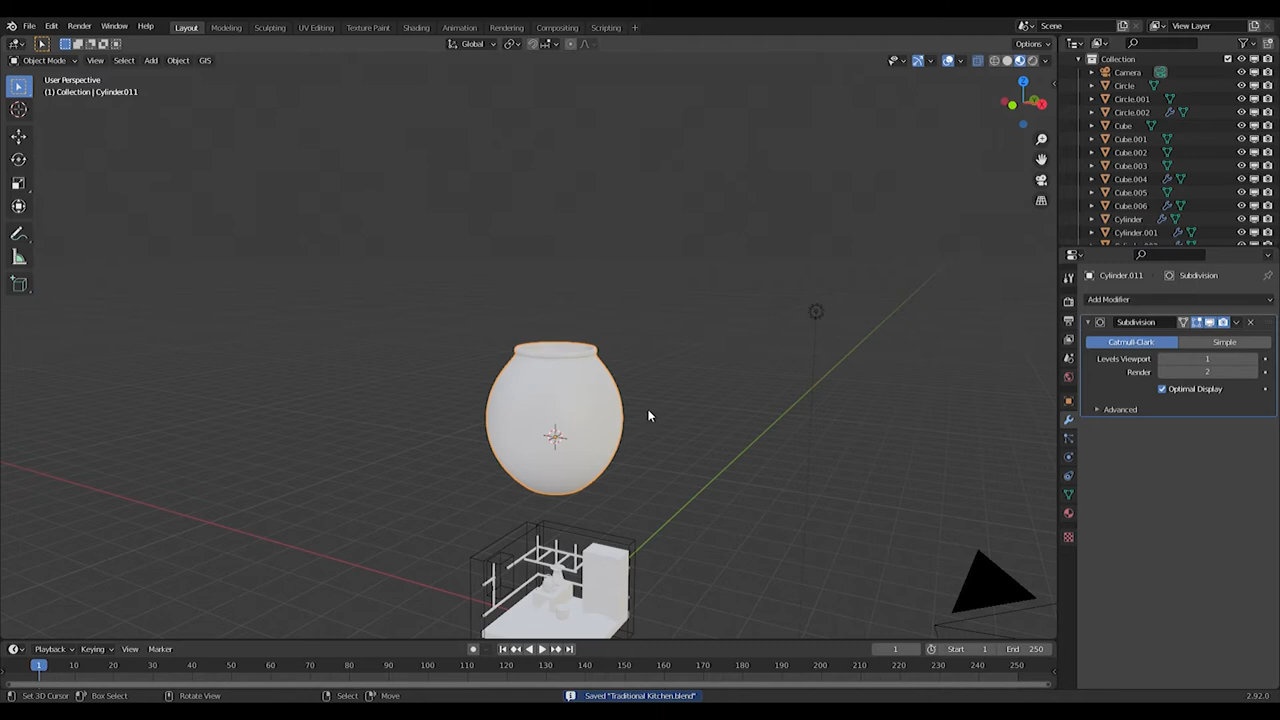 File Edit Render Window Help Layout Modeling Sculpting UV Editing Texture Paint Shading Animation Rendering Compositing Scripting + Scene View Layer
Global Options
Object Mode View Select Add Object GIS
User Perspective
(1) Collection | Cylinder.011
Collection
Camera
Circle
Circle.001
Circle.002
Cube
Cube.001
Cube.002
Cube.003
Cube.004
Cube.005
Cube.006
Cylinder
Cylinder.001
Cylinder.011 Subdivision
Add Modifier
Subdivision
Catmull-Clark Simple
Levels Viewport 1
Render 2
Optimal Display
Advanced
Playback Keying View Marker 1 Start 1 End 250
1 10 20 30 40 50 60 70 80 90 100 110 120 130 140 150 160 170 180 190 200 210 220 230 240 250
Set 3D Cursor Box Select Rotate View Select Move Saved "Traditional Kitchen.blend" 2.92.0